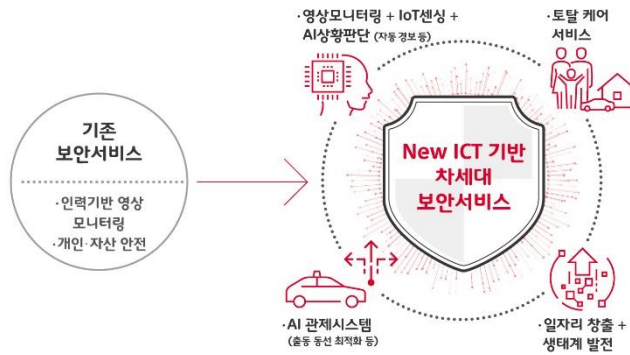 기존
보안서비스
·인력기반 영상
모니터링
·개인·자산 안전
·영상모니터링 + IoT센싱 +
AI상황판단 (자동 경보 등)
·토탈 케어
서비스
New ICT 기반
차세대
보안서비스
·AI 관제시스템
(출동 동선 최적화 등)
·일자리 창출 +
생태계 발전